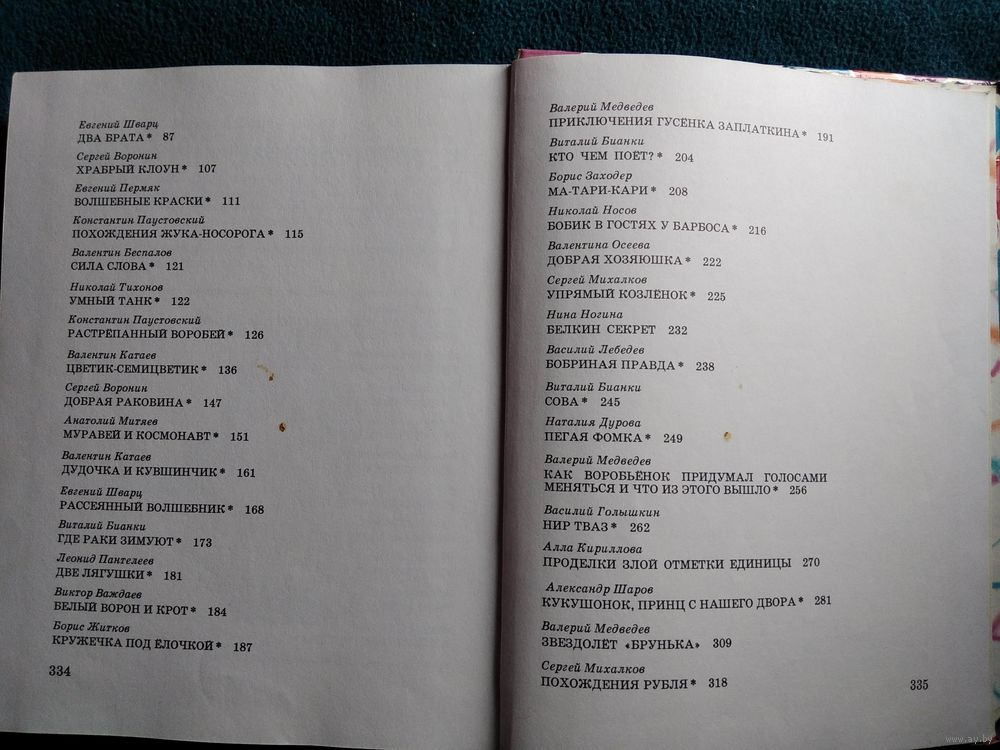 Евгений Шварц
ДВА БРАТА* 87
Сергей Воронин
ХРАБРЫЙ КЛОУН* 107
Евгений Пермяк
ВОЛШЕБНЫЕ КРАСКИ* 111
Константин Паустовский
ПОХОЖДЕНИЯ ЖУКА-НОСОРОГА* 115
Валентин Беспалов
СИЛА СЛОВА* 121
Николай Тихонов
УМНЫЙ ТАНК* 122
Константин Паустовский
РАСТРЁПАННЫЙ ВОРОБЕЙ* 126
Валентин Катаев
ЦВЕТИК-СЕМИЦВЕТИК* 136
Сергей Воронин
ДОБРАЯ РАКОВИНА* 147
Анатолий Митяев
МУРАВЕЙ И КОСМОНАВТ* 151
Валентин Катаев
ДУДОЧКА И КУВШИНЧИК* 161
Евгений Шварц
РАССЕЯННЫЙ ВОЛШЕБНИК* 168
Виталий Бианки
ГДЕ РАКИ ЗИМУЮТ* 173
Леонид Пантелеев
ДВЕ ЛЯГУШКИ* 181
Виктор Важдаев
БЕЛЫЙ ВОРОН И КРОТ* 184
Борис Житков
КРУЖЕЧКА ПОД ЁЛОЧКОЙ* 187
334
Валерий Медведев
ПРИКЛЮЧЕНИЯ ГУСЁНКА ЗАПЛАТКИНА* 191
Виталий Бианки
КТО ЧЕМ ПОЁТ?* 204
Борис Заходер
МА-ТАРИ-КАРИ* 208
Николай Носов
БОБИК В ГОСТЯХ У БАРБОСА* 216
Валентина Осеева
ДОБРАЯ ХОЗЯЮШКА* 222
Сергей Михалков
УПРЯМЫЙ КОЗЛЁНОК* 225
Нина Ногина
БЕЛКИН СЕКРЕТ 232
Василий Лебедев
БОБРИНАЯ ПРАВДА* 238
Виталий Бианки
СОВА* 245
Наталия Дурова
ПЕГАЯ ФОМКА* 249
Валерий Медведев
КАК ВОРОБЬЁНОК ПРИДУМАЛ ГОЛОСАМИ
МЕНЯТЬСЯ И ЧТО ИЗ ЭТОГО ВЫШЛО* 256
Василий Голышкин
НИР ТВАЗ* 262
Алла Кириллова
ПРОДЕЛКИ ЗЛОЙ ОТМЕТКИ ЕДИНИЦЫ 270
Александр Шаров
КУКУШОНОК, ПРИНЦ С НАШЕГО ДВОРА* 281
Валерий Медведев
ЗВЕЗДОЛЁТ «БРУНЬКА» 309
Сергей Михалков
ПОХОЖДЕНИЯ РУБЛЯ* 318
335
www.ay.by